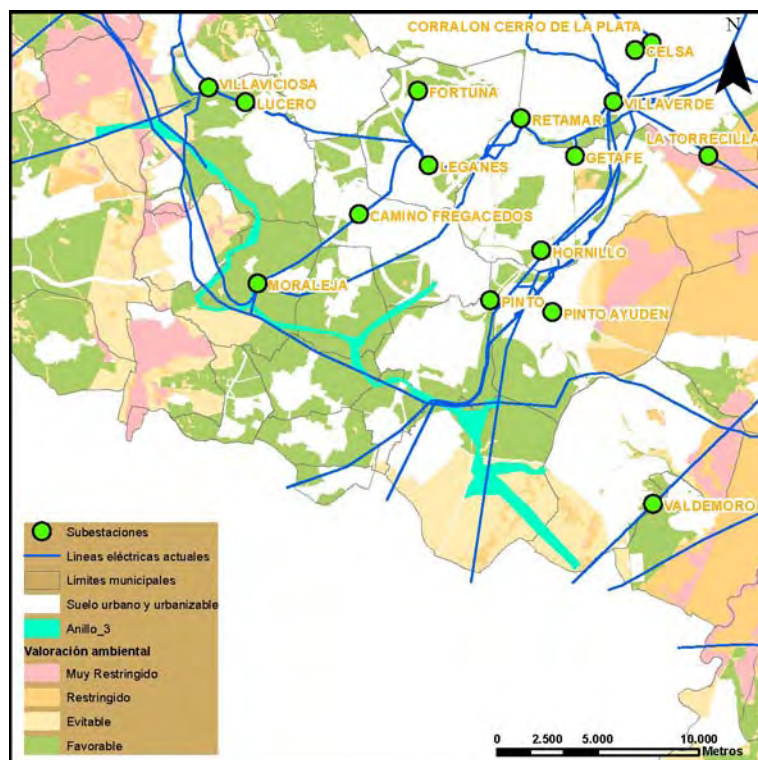 CORRALON CERRO DE LA PLATA
N
CELSA
VILLAVICIOSA
LUCERO
FORTUNA
VILLAVERDE
RETAMAR
LA TORRECILLA
GETAFE
LEGANES
CAMINO FREGACEDOS
HORNILLO
MORALEJA
PINTO
PINTO AYUDEN
VALDEMORO
Subestaciones
Lineas eléctricas actuales
Limites municipales
Suelo urbano y urbanizable
Anillo_3
Valoración ambiental
Muy Restringido
Restringido
Evitable
Favorable
0 2.500 5.000 10.000
Metros